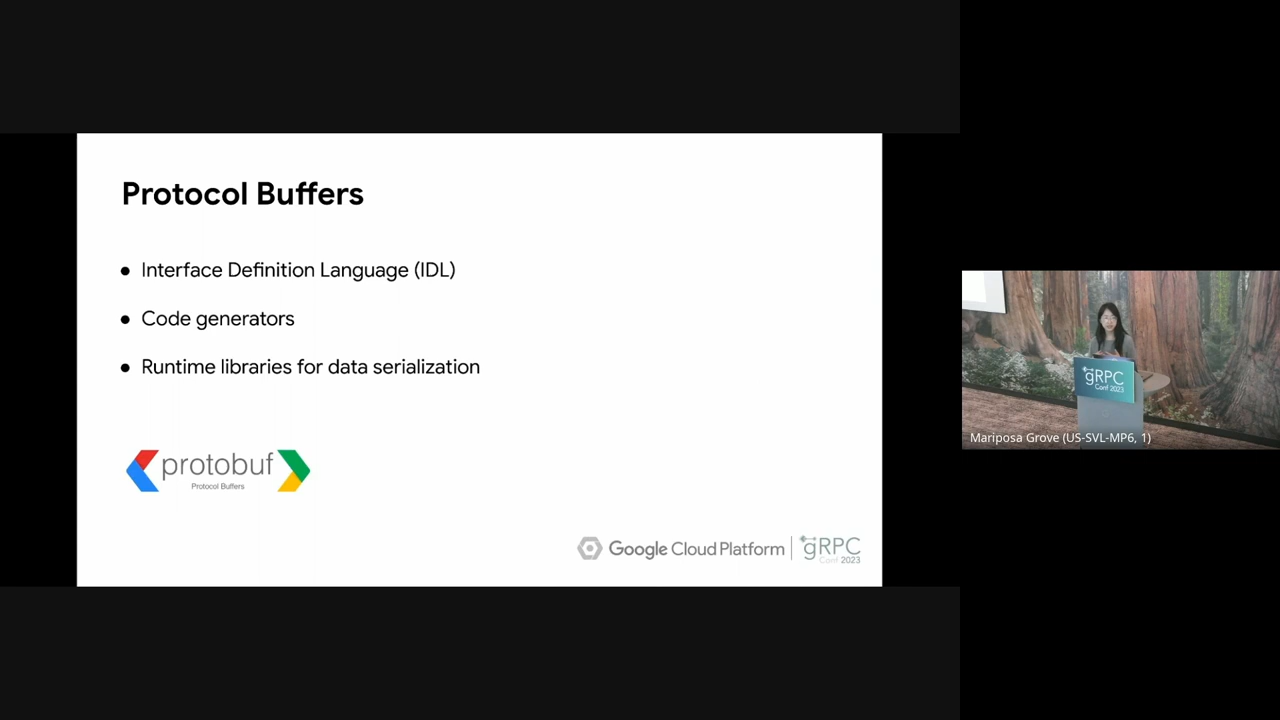 Protocol Buffers
● Interface Definition Language (IDL)
● Code generators
● Runtime libraries for data serialization
protobuf
Protocol Buffers
Google Cloud Platform | gRPC
Conf 2023
gRPC
Conf 2023
Mariposa Grove (US-SVL-MP6, 1)